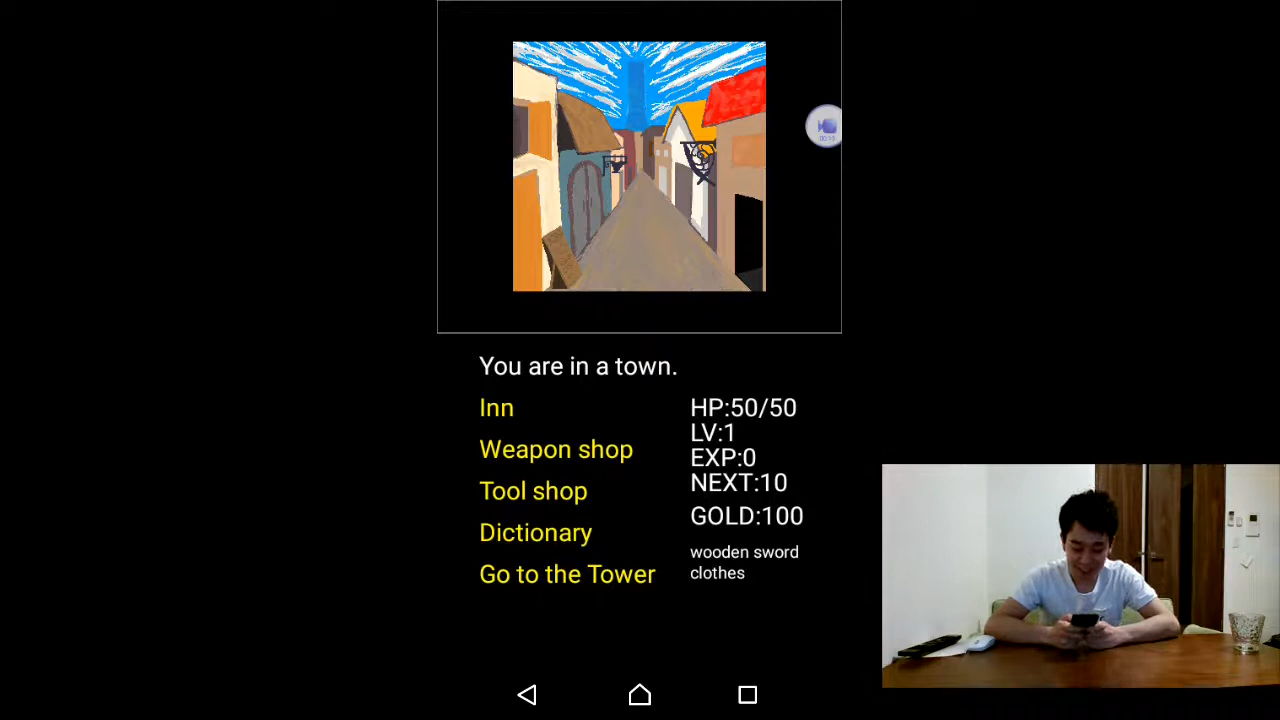 You are in a town.
Inn
Weapon shop
Tool shop
Dictionary
Go to the Tower
HP:50/50
LV:1
EXP:0
NEXT:10
GOLD:100
wooden sword
clothes